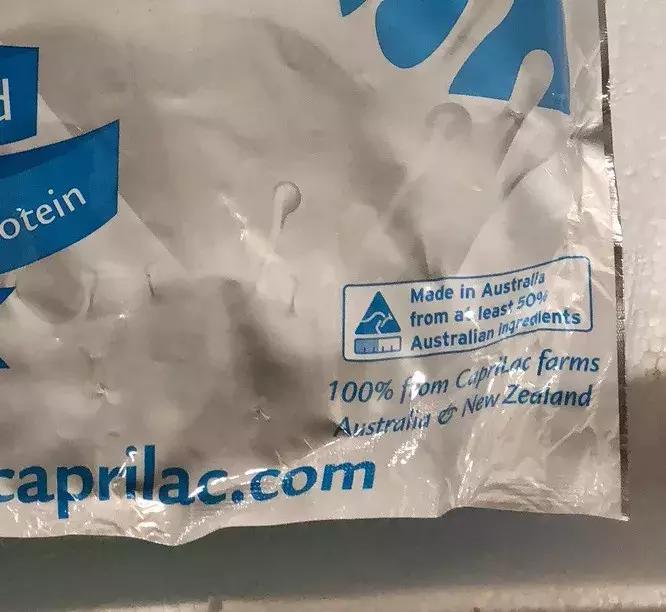 d
otein
Made in Australia
from at least 50%
Australian ingredients
100% from CapriLac farms
Australia & New Zealand
caprilac.com